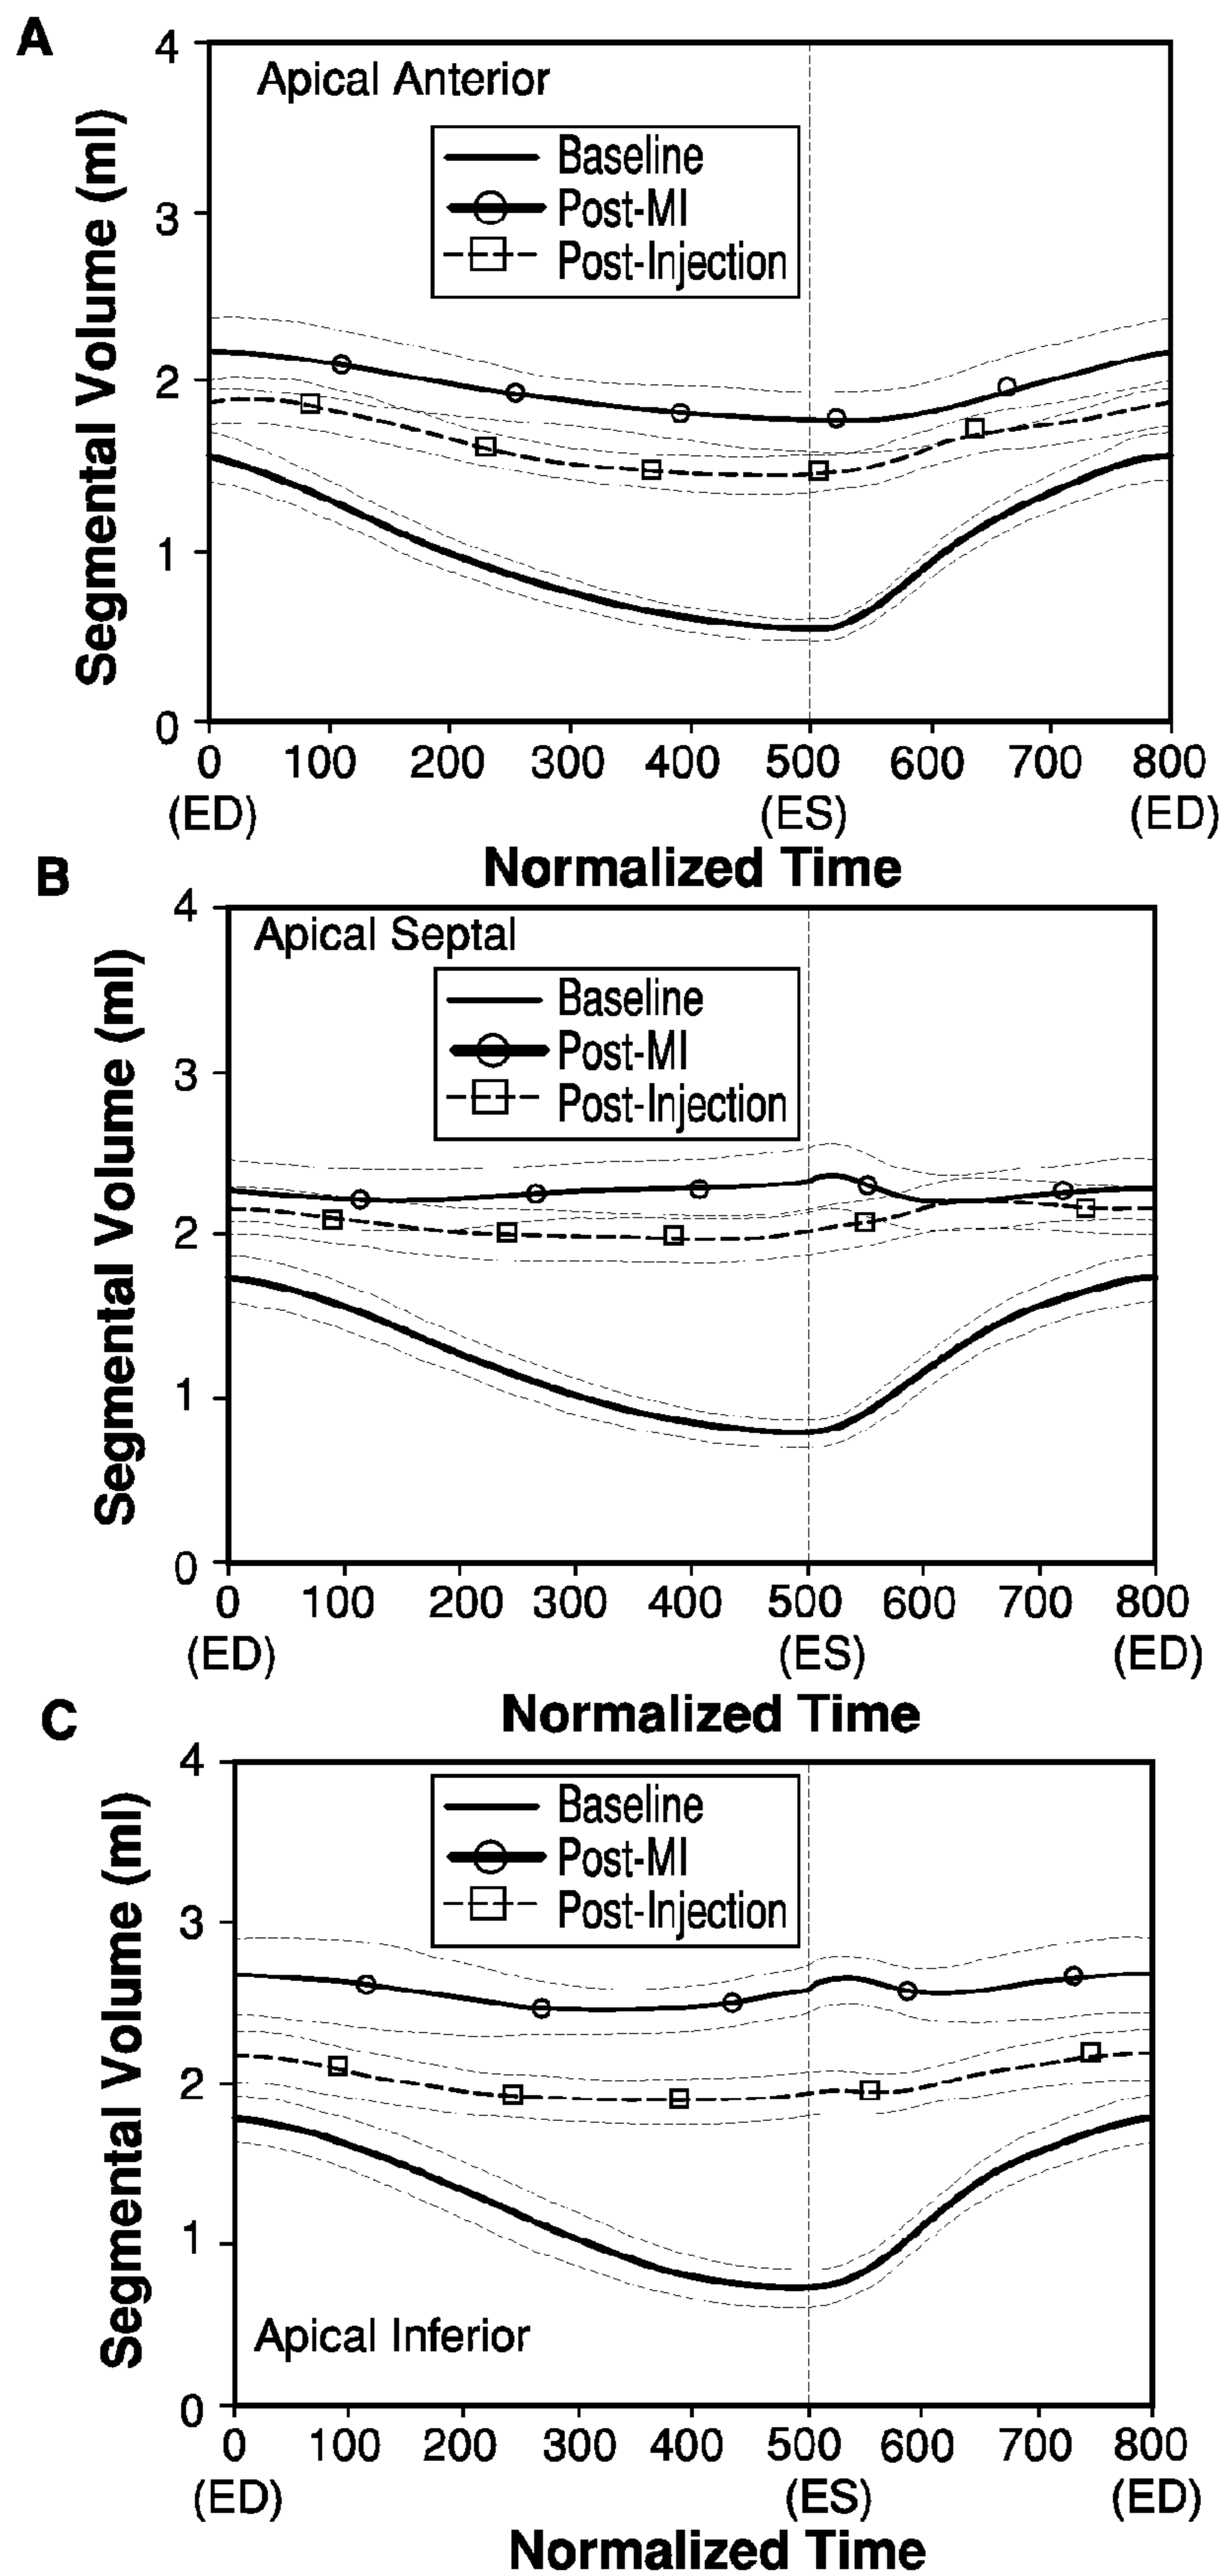 A
4
Apical Anterior
Baseline
Post-MI
Post-Injection
3
2
1
0
Segmental Volume (ml)
0 100 200 300 400 500 600 700 800
(ED) (ES) (ED)
Normalized Time
B
4
Apical Septal
Baseline
Post-MI
Post-Injection
3
2
1
0
Segmental Volume (ml)
0 100 200 300 400 500 600 700 800
(ED) (ES) (ED)
Normalized Time
C
4
Baseline
Post-MI
Post-Injection
3
2
1
Apical Inferior
0
Segmental Volume (ml)
0 100 200 300 400 500 600 700 800
(ED) (ES) (ED)
Normalized Time